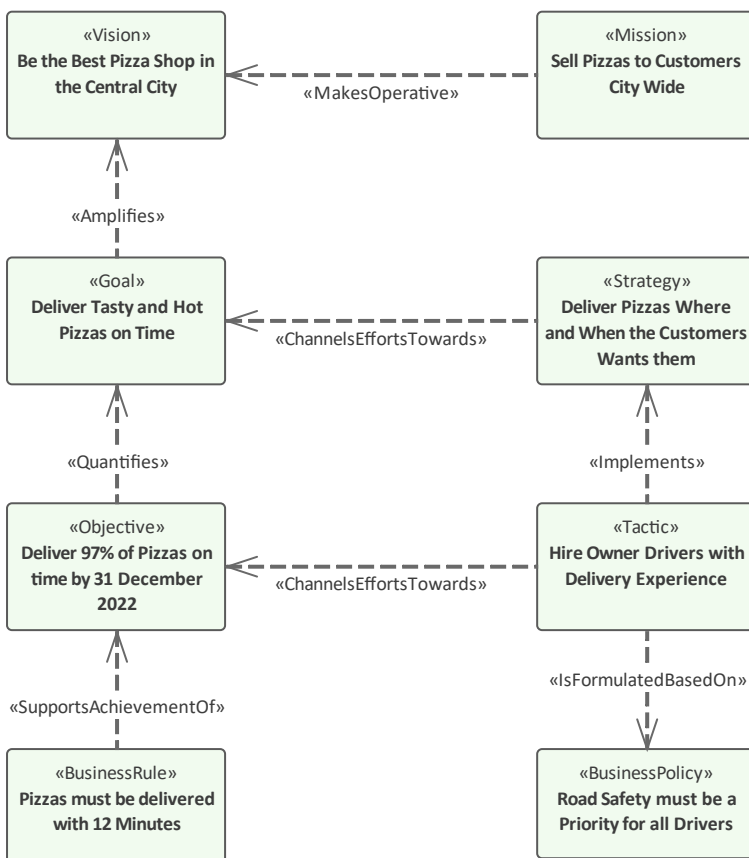 «Vision»
Be the Best Pizza Shop in
the Central City
«MakesOperative»
«Mission»
Sell Pizzas to Customers
City Wide
«Amplifies»
«Goal»
Deliver Tasty and Hot
Pizzas on Time
«ChannelsEffortsTowards»
«Strategy»
Deliver Pizzas Where
and When the Customers
Wants them
«Quantifies»
«Implements»
«Objective»
Deliver 97% of Pizzas on
time by 31 December
2022
«ChannelsEffortsTowards»
«Tactic»
Hire Owner Drivers with
Delivery Experience
«SupportsAchievementOf»
«IsFormulatedBasedOn»
«BusinessRule»
Pizzas must be delivered
with 12 Minutes
«BusinessPolicy»
Road Safety must be a
Priority for all Drivers